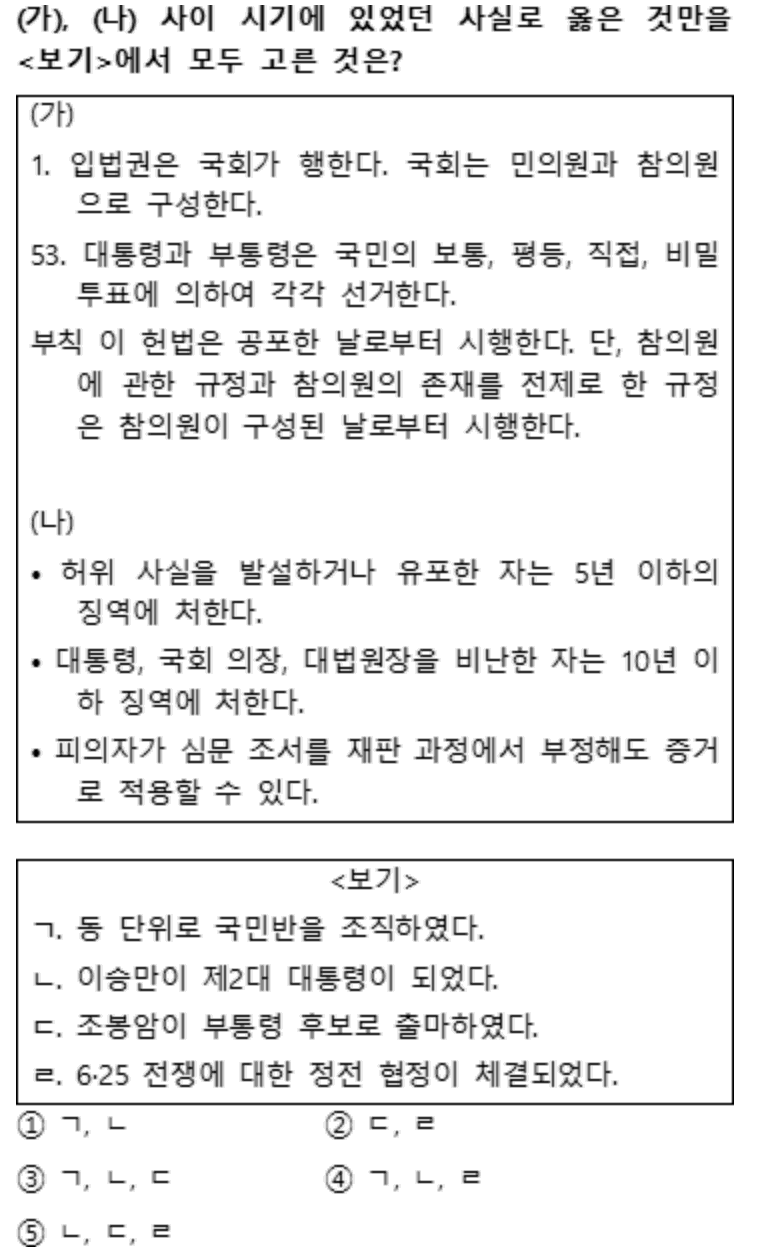 (가), (나) 사이 시기에 있었던 사실로 옳은 것만을
<보기>에서 모두 고른 것은?
(가)
1. 입법권은 국회가 행한다. 국회는 민의원과 참의원
으로 구성한다.
53. 대통령과 부통령은 국민의 보통, 평등, 직접, 비밀
투표에 의하여 각각 선거한다.
부칙 이 헌법은 공포한 날로부터 시행한다. 단, 참의원
에 관한 규정과 참의원의 존재를 전제로 한 규정
은 참의원이 구성된 날로부터 시행한다.
(나)
• 허위 사실을 발설하거나 유포한 자는 5년 이하의
징역에 처한다.
• 대통령, 국회 의장, 대법원장을 비난한 자는 10년 이
하 징역에 처한다.
• 피의자가 심문 조서를 재판 과정에서 부정해도 증거
로 적용할 수 있다.
<보기>
ㄱ. 동 단위로 국민반을 조직하였다.
ㄴ. 이승만이 제2대 대통령이 되었다.
ㄷ. 조봉암이 부통령 후보로 출마하였다.
ㄹ. 6·25 전쟁에 대한 정전 협정이 체결되었다.
① ㄱ, ㄴ ② ㄷ, ㄹ
③ ㄱ, ㄴ, ㄷ ④ ㄱ, ㄴ, ㄹ
⑤ ㄴ, ㄷ, ㄹ